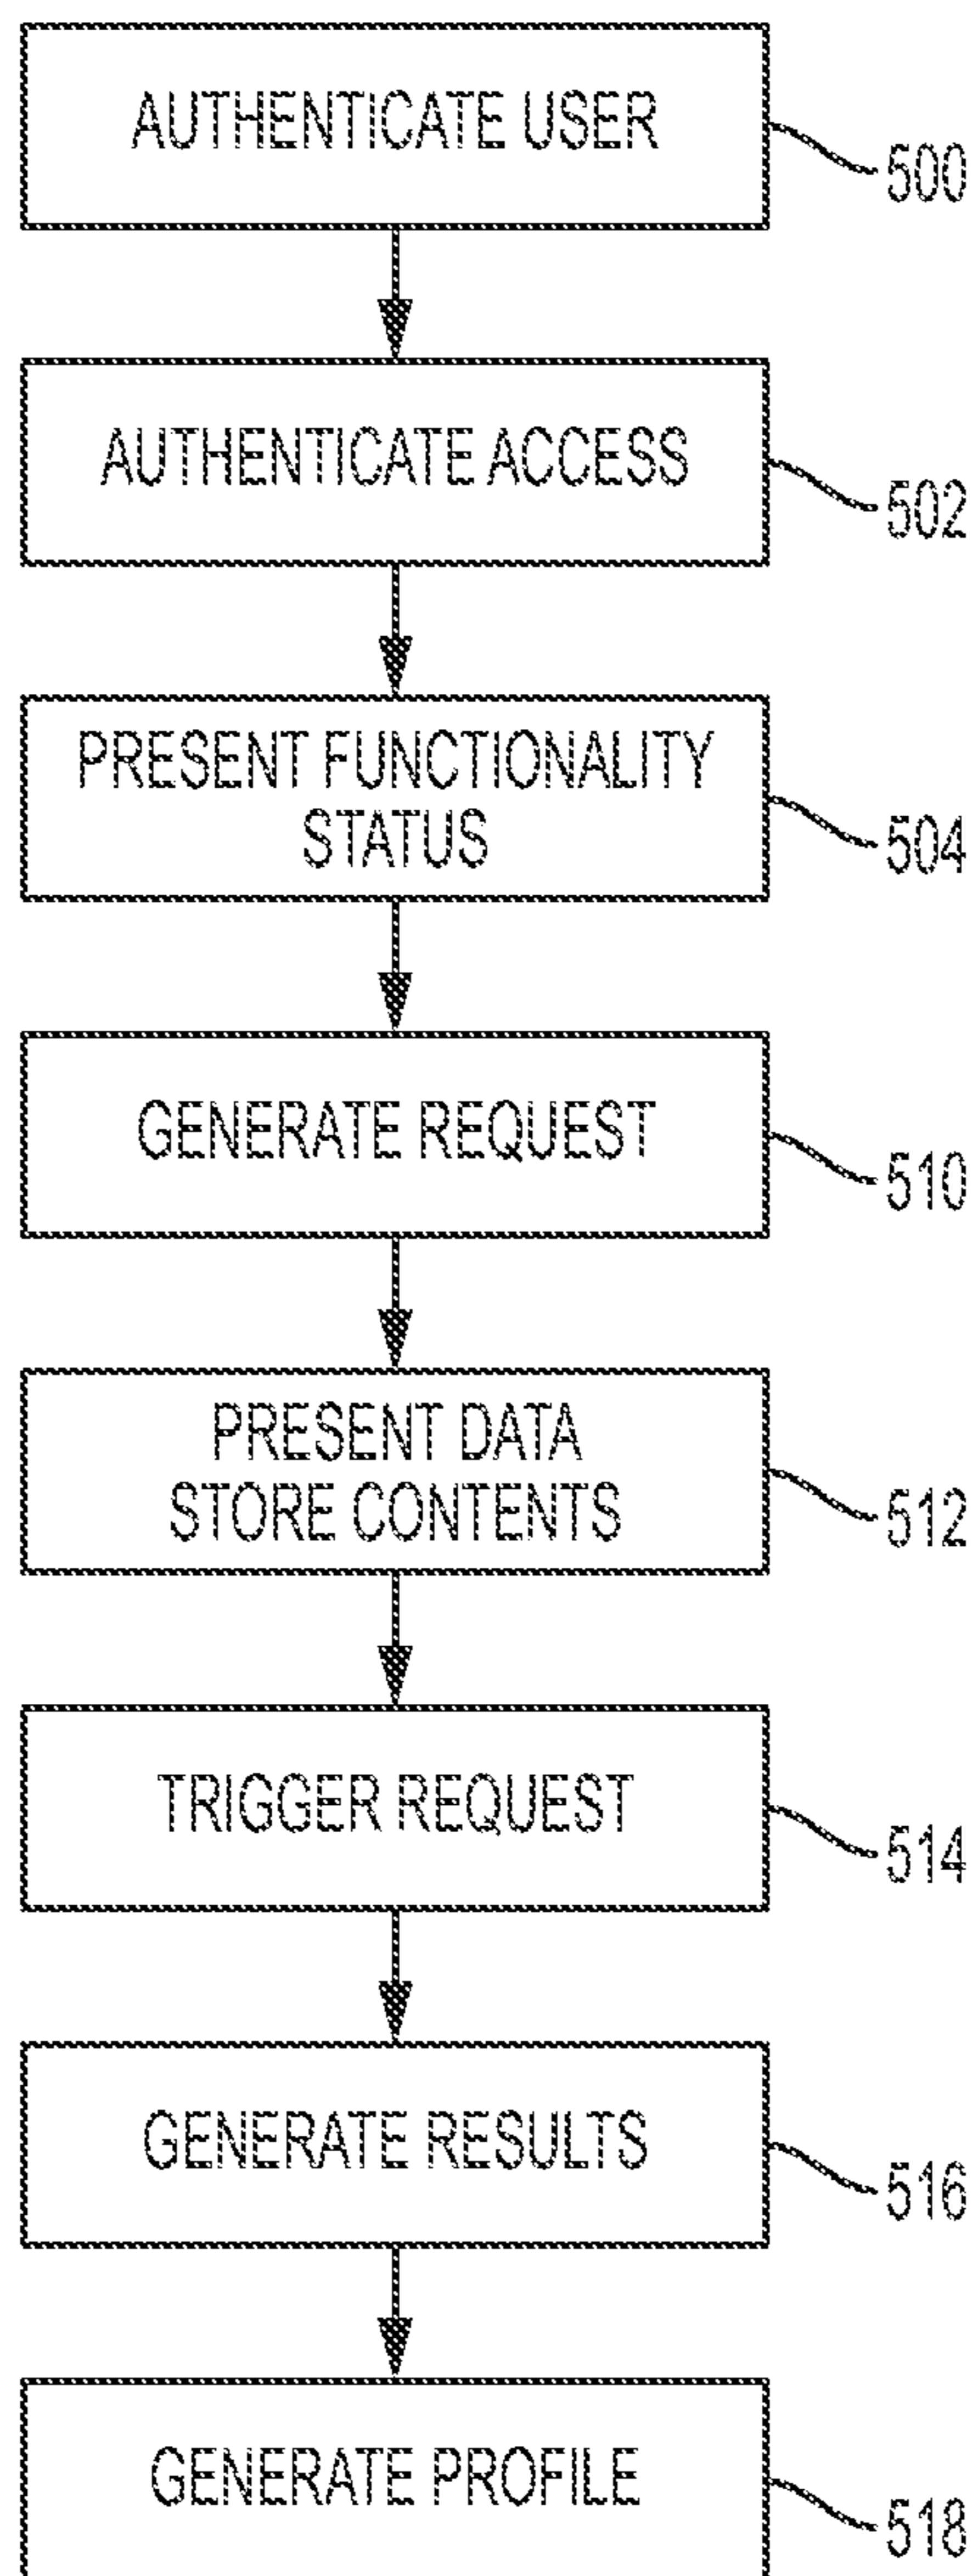 AUTHENTICATE USER
500
AUTHENTICATE ACCESS
502
PRESENT FUNCTIONALITY
STATUS
504
GENERATE REQUEST
510
PRESENT DATA
STORE CONTENTS
512
TRIGGER REQUEST
514
GENERATE RESULTS
516
GENERATE PROFILE
518